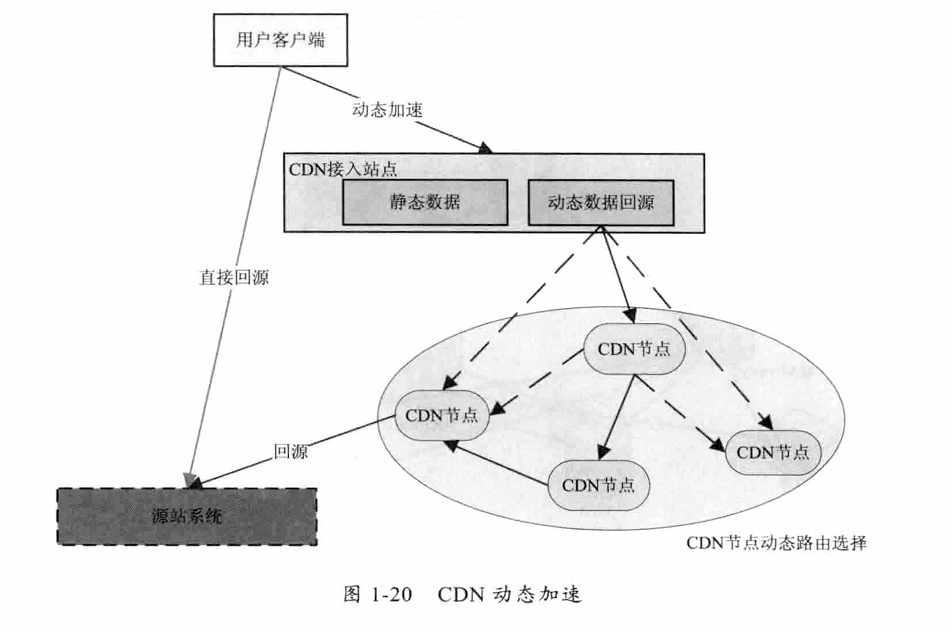 用户客户端
动态加速
CDN接入站点
静态数据
动态数据回源
直接回源
CDN节点
CDN节点
CDN节点
CDN节点
回源
源站系统
CDN节点动态路由选择
图 1-20 CDN 动态加速